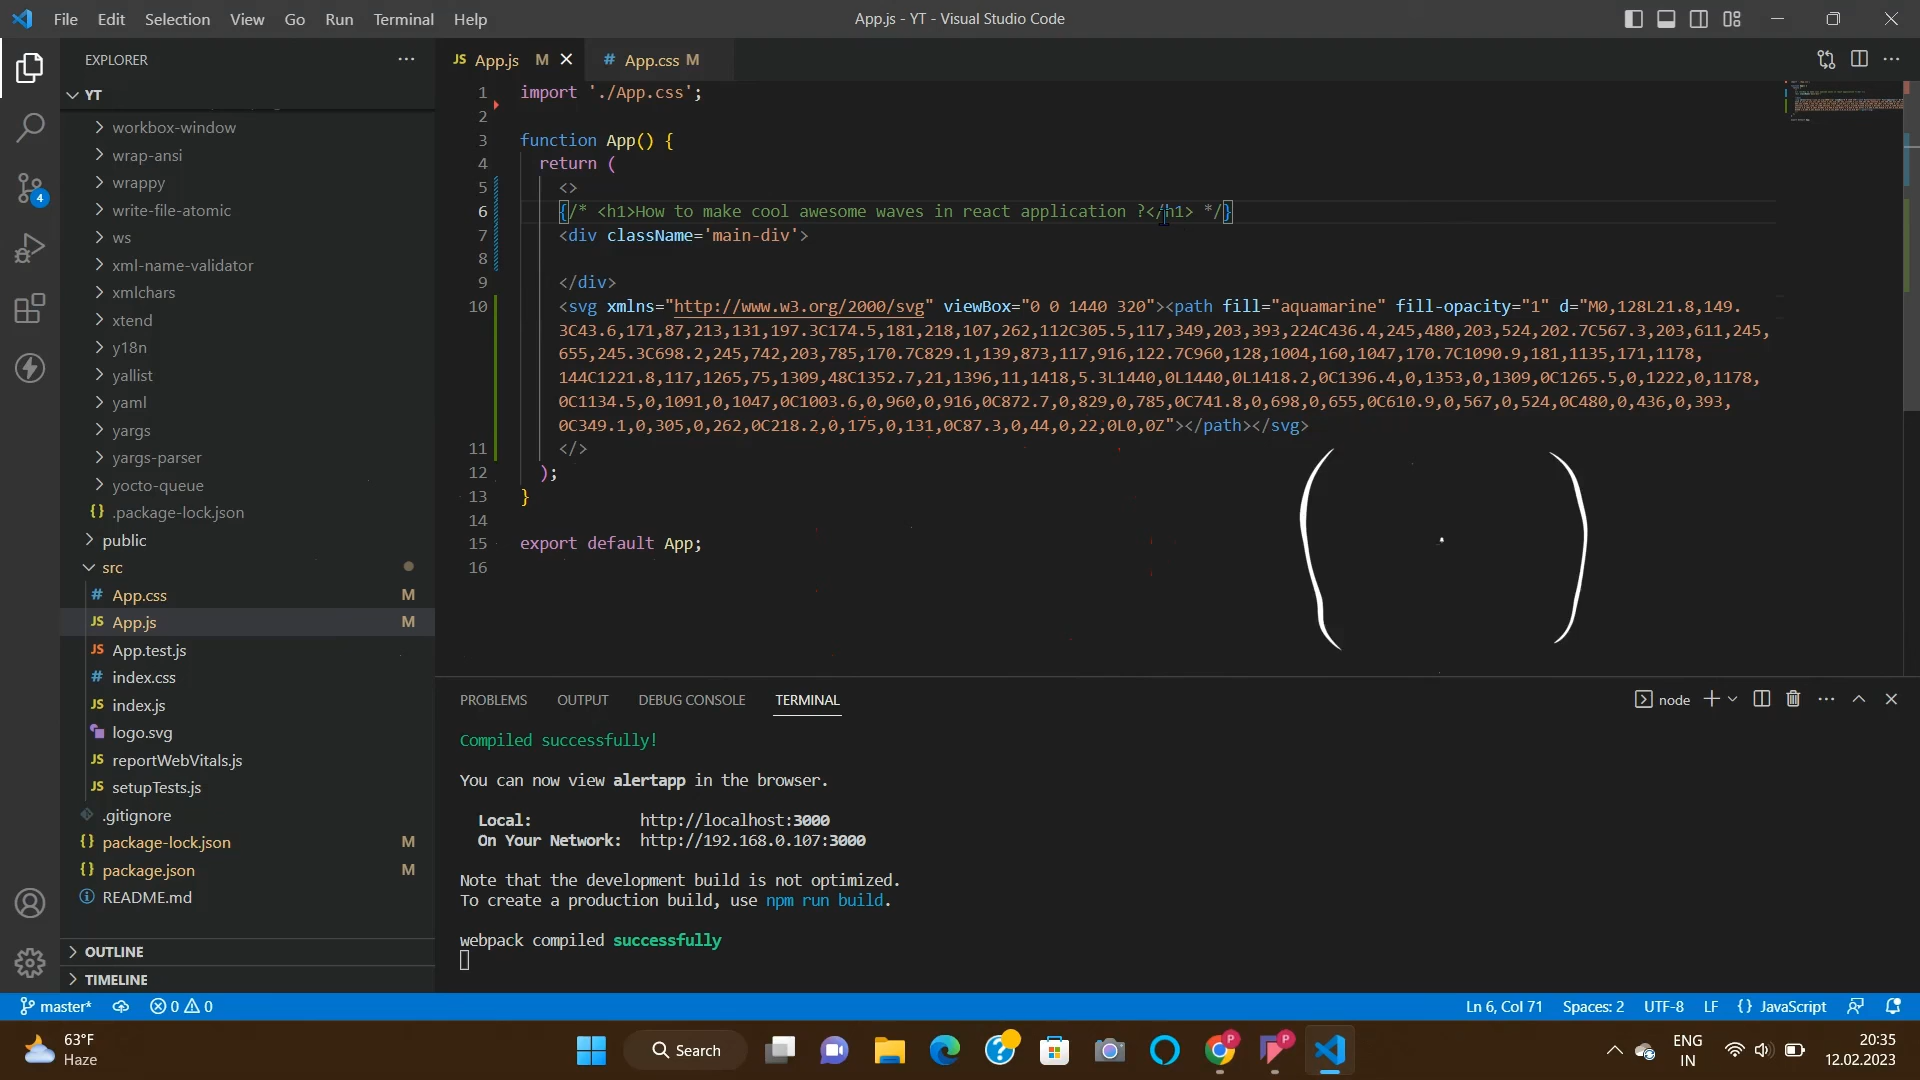 File Edit Selection View Go Run Terminal Help
App.js - YT - Visual Studio Code
EXPLORER
YT
workbox-window
wrap-ansi
wrappy
write-file-atomic
ws
xml-name-validator
xmlchars
xtend
y18n
yallist
yaml
yargs
yargs-parser
yocto-queue
{} .package-lock.json
public
src
# App.css M
JS App.js M
JS App.test.js
# index.css
JS index.js
logo.svg
JS reportWebVitals.js
JS setupTests.js
.gitignore
{} package-lock.json M
{} package.json M
README.md
OUTLINE
TIMELINE
4
JS App.js M
# App.css M
1 import './App.css';
2
3 function App() {
4 return (
5 <>
6 {/* <h1>How to make cool awesome waves in react application ?</h1> */}
7 <div className='main-div'>
8
9 </div>
10 <svg xmlns="http://www.w3.org/2000/svg" viewBox="0 0 1440 320"><path fill="aquamarine" fill-opacity="1" d="M0,128L21.8,149.
3C43.6,171,87,213,131,197.3C174.5,181,218,107,262,112C305.5,117,349,203,393,224C436.4,245,480,203,524,202.7C567.3,203,611,245,
655,245.3C698.2,245,742,203,785,170.7C829.1,139,873,117,916,122.7C960,128,1004,160,1047,170.7C1090.9,181,1135,171,1178,
144C1221.8,117,1265,75,1309,48C1352.7,21,1396,11,1418,5.3L1440,0L1440,0L1418.2,0C1396.4,0,1353,0,1309,0C1265.5,0,1222,0,1178,
0C1134.5,0,1091,0,1047,0C1003.6,0,960,0,916,0C872.7,0,829,0,785,0C741.8,0,698,0,655,0C610.9,0,567,0,524,0C480,0,436,0,393,
0C349.1,0,305,0,262,0C218.2,0,175,0,131,0C87.3,0,44,0,22,0L0,0Z"></path></svg>
11 </>
12 );
13 }
14
15 export default App;
16
PROBLEMS OUTPUT DEBUG CONSOLE TERMINAL
node
Compiled successfully!
You can now view alertapp in the browser.
Local: http://localhost:3000
On Your Network: http://192.168.0.107:3000
Note that the development build is not optimized.
To create a production build, use npm run build.
webpack compiled successfully
master* 0 0
Ln 6, Col 71 Spaces: 2 UTF-8 LF {} JavaScript
63°F
Haze
Search
P
P
ENG
IN
20:35
12.02.2023